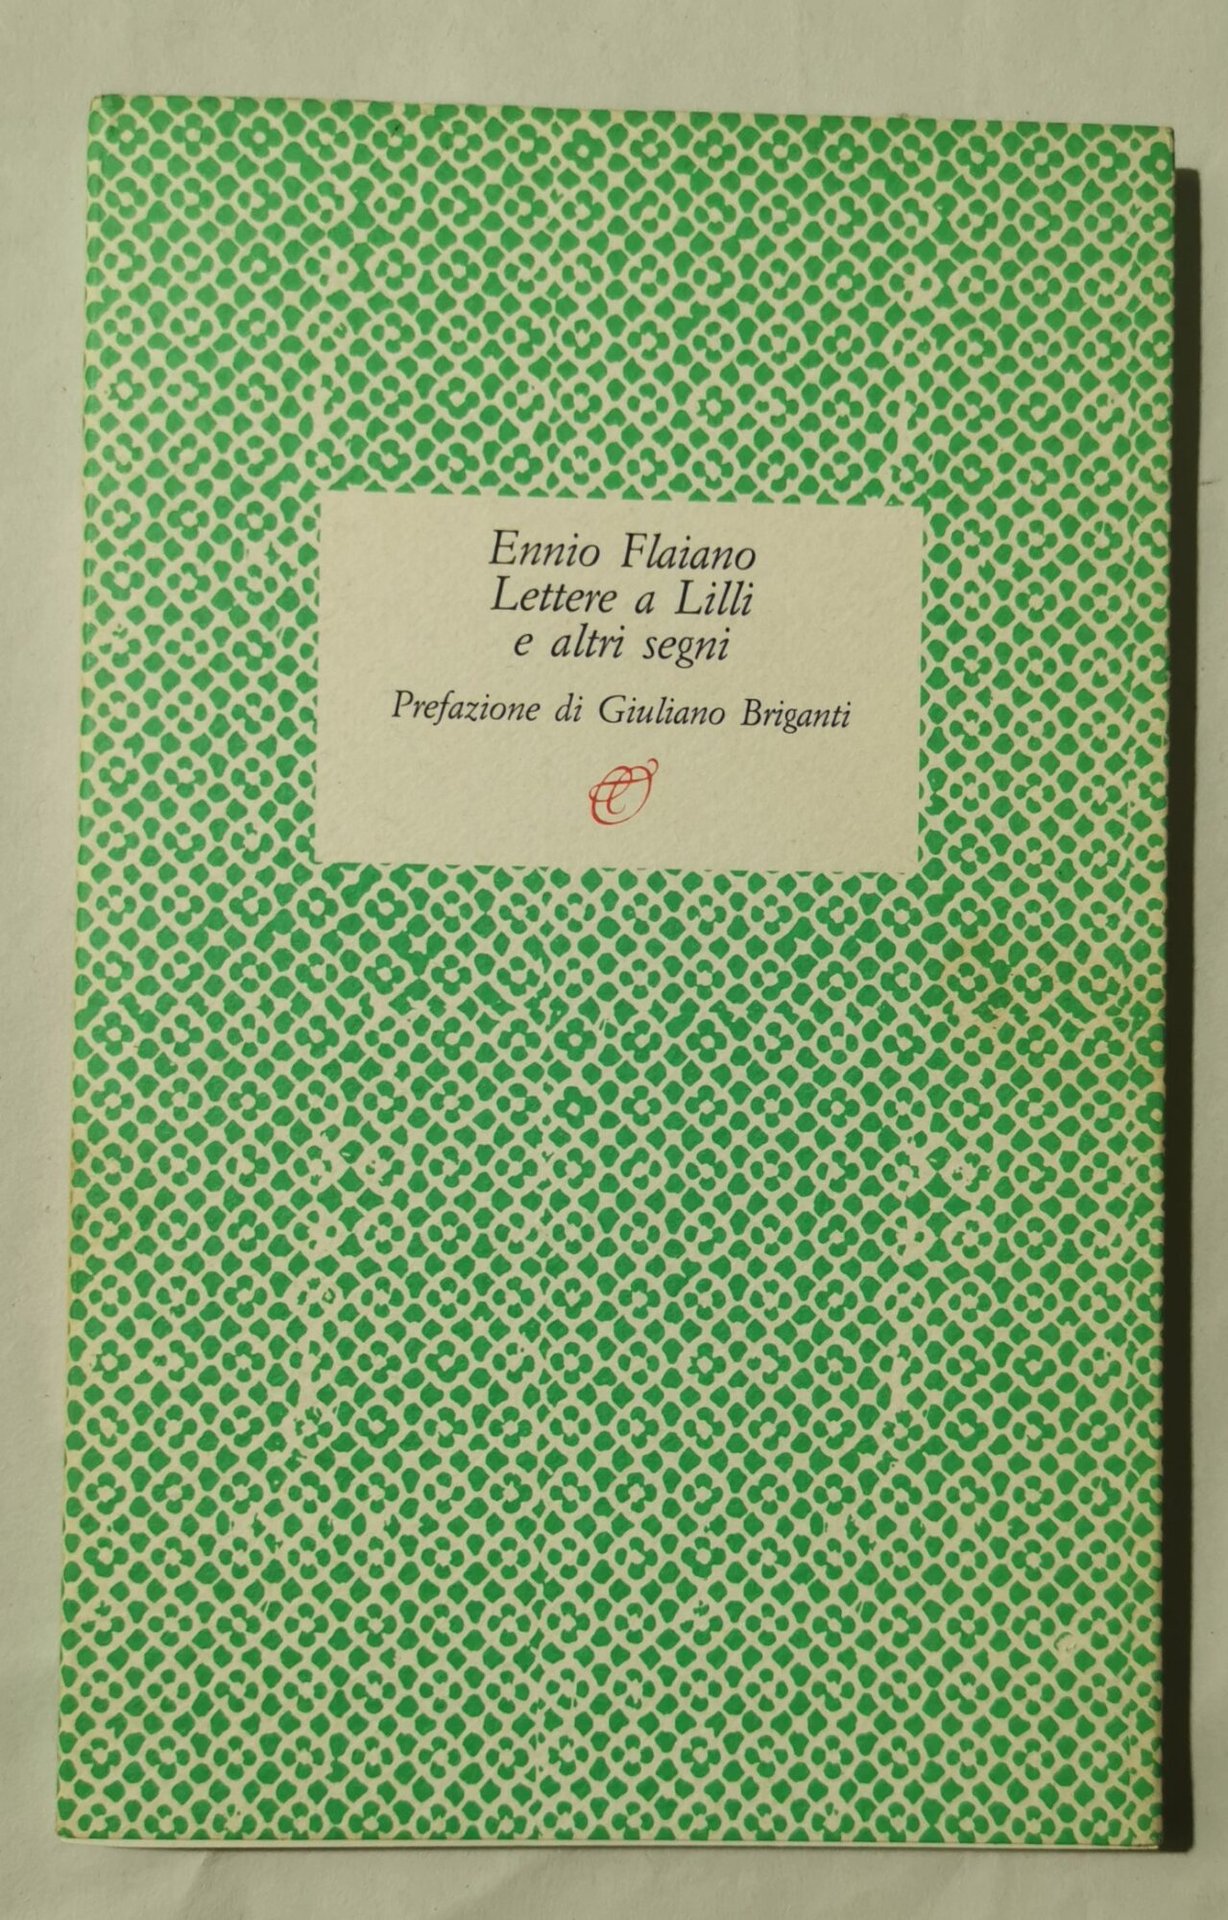 Ennio Flaiano
Lettere a Lilli
e altri segni
Prefazione di Giuliano Briganti